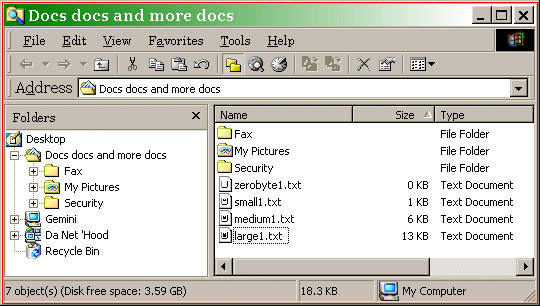 Docs docs and more docs
File Edit View Favorites Tools Help
Address Docs docs and more docs
Folders
Desktop
Docs docs and more docs
Fax
My Pictures
Security
Gemini
Da Net 'Hood
Recycle Bin
Name Size Type
Fax File Folder
My Pictures File Folder
Security File Folder
zerobyte1.txt 0 KB Text Document
small1.txt 1 KB Text Document
medium1.txt 6 KB Text Document
large1.txt 13 KB Text Document
7 object(s) (Disk free space: 3.59 GB) 18.3 KB My Computer